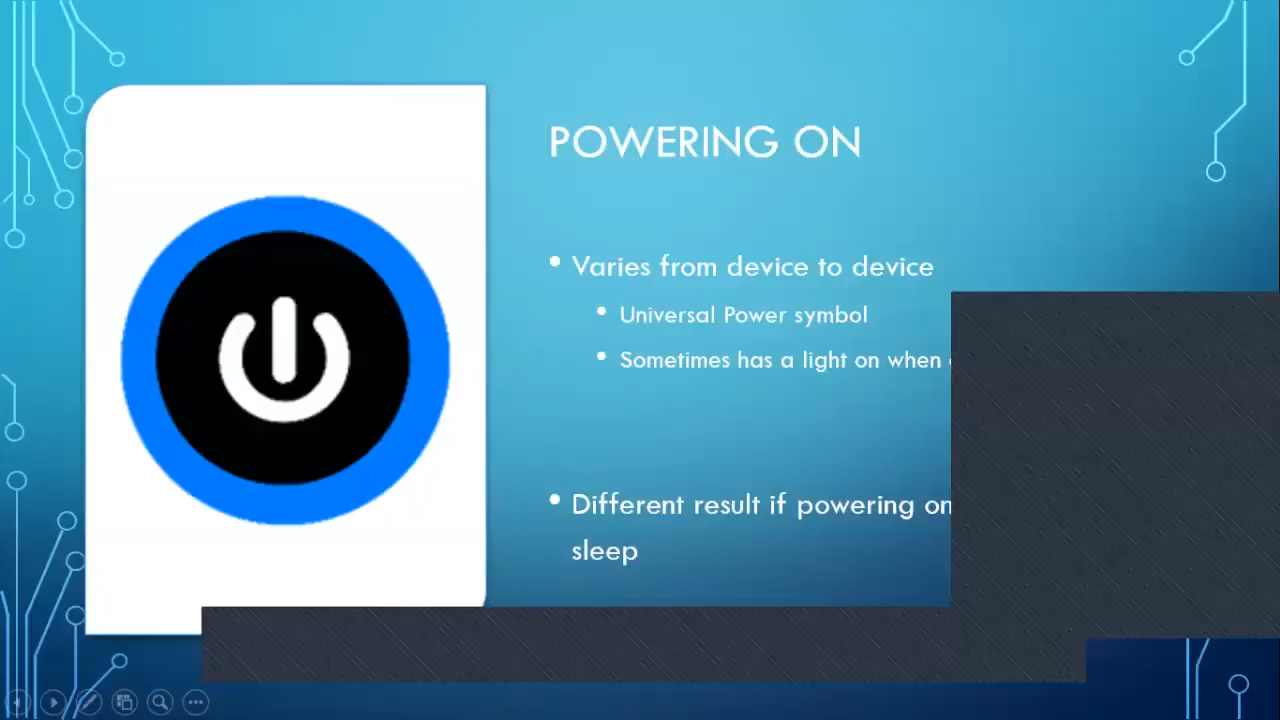 POWERING ON
• Varies from device to device
• Universal Power symbol
• Sometimes has a light on when
• Different result if powering on
sleep